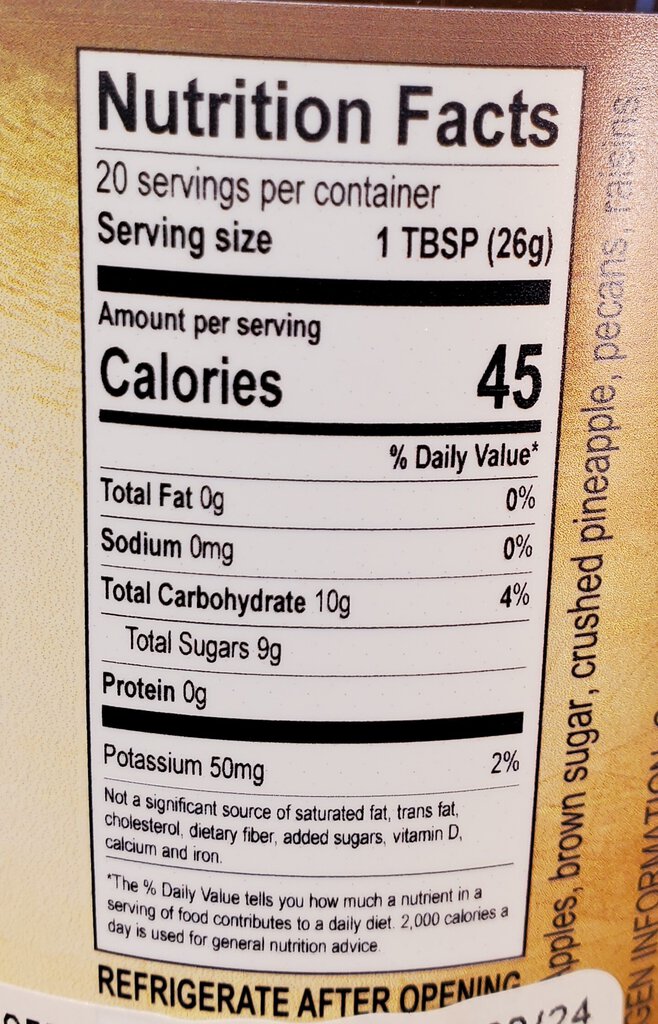 Nutrition Facts
20 servings per container
Serving size 1 TBSP (26g)
Amount per serving
Calories 45
% Daily Value*
Total Fat 0g 0%
Sodium 0mg 0%
Total Carbohydrate 10g 4%
Total Sugars 9g
Protein 0g
Potassium 50mg 2%
Not a significant source of saturated fat, trans fat,
cholesterol, dietary fiber, added sugars, vitamin D,
calcium and iron.
*The % Daily Value tells you how much a nutrient in a
serving of food contributes to a daily diet. 2,000 calories a
day is used for general nutrition advice.
REFRIGERATE AFTER OPENING
/24
brown sugar, crushed pineapple, pecans, raisins,